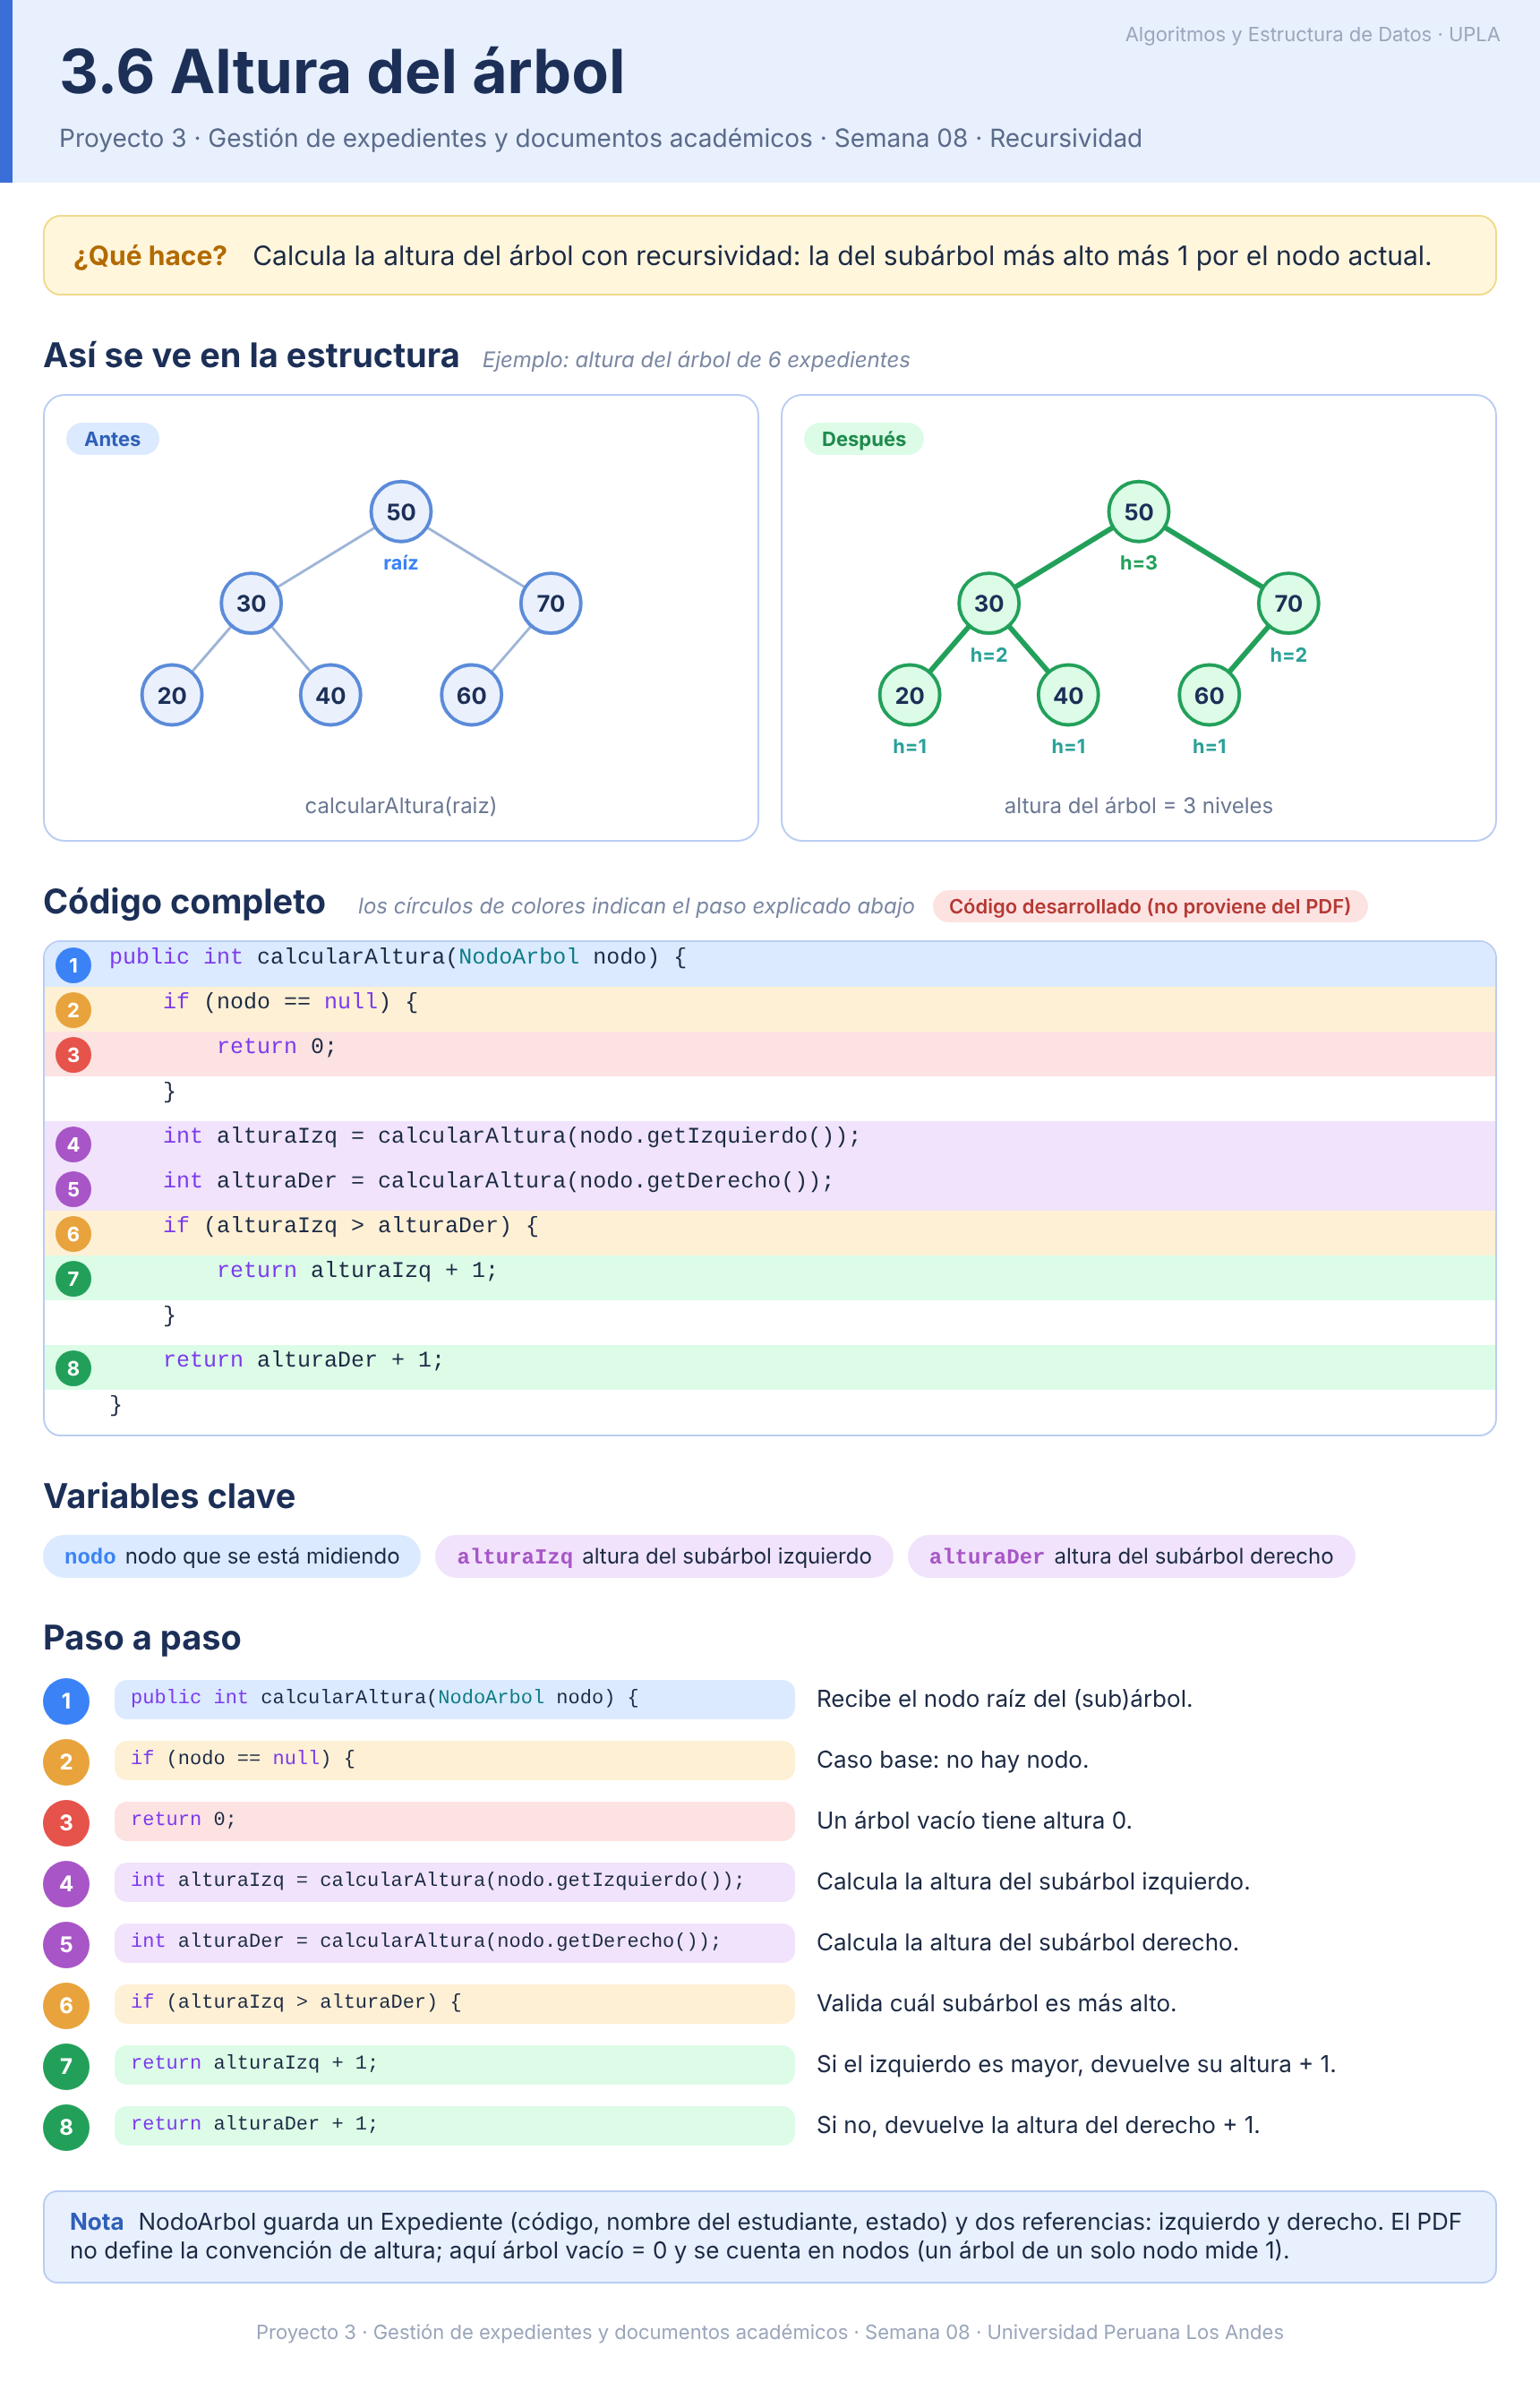 Algoritmos y Estructura de Datos · UPLA
3.6 Altura del árbol
Proyecto 3 · Gestión de expedientes y documentos académicos · Semana 08 · Recursividad
¿Qué hace? Calcula la altura del árbol con recursividad: la del subárbol más alto más 1 por el nodo actual.
Así se ve en la estructura Ejemplo: altura del árbol de 6 expedientes
Antes
50
raíz
30 70
20 40 60
calcularAltura(raiz)
Después
50
h=3
30 70
h=2 h=2
20 40 60
h=1 h=1 h=1
altura del árbol = 3 niveles
Código completo los círculos de colores indican el paso explicado abajo Código desarrollado (no proviene del PDF)
1 public int calcularAltura(NodoArbol nodo) {
2 if (nodo == null) {
3 return 0;
}
4 int alturaIzq = calcularAltura(nodo.getIzquierdo());
5 int alturaDer = calcularAltura(nodo.getDerecho());
6 if (alturaIzq > alturaDer) {
7 return alturaIzq + 1;
}
8 return alturaDer + 1;
}
Variables clave
nodo nodo que se está midiendo alturaIzq altura del subárbol izquierdo alturaDer altura del subárbol derecho
Paso a paso
1 public int calcularAltura(NodoArbol nodo) { Recibe el nodo raíz del (sub)árbol.
2 if (nodo == null) { Caso base: no hay nodo.
3 return 0; Un árbol vacío tiene altura 0.
4 int alturaIzq = calcularAltura(nodo.getIzquierdo()); Calcula la altura del subárbol izquierdo.
5 int alturaDer = calcularAltura(nodo.getDerecho()); Calcula la altura del subárbol derecho.
6 if (alturaIzq > alturaDer) { Valida cuál subárbol es más alto.
7 return alturaIzq + 1; Si el izquierdo es mayor, devuelve su altura + 1.
8 return alturaDer + 1; Si no, devuelve la altura del derecho + 1.
Nota NodoArbol guarda un Expediente (código, nombre del estudiante, estado) y dos referencias: izquierdo y derecho. El PDF
no define la convención de altura; aquí árbol vacío = 0 y se cuenta en nodos (un árbol de un solo nodo mide 1).
Proyecto 3 · Gestión de expedientes y documentos académicos · Semana 08 · Universidad Peruana Los Andes